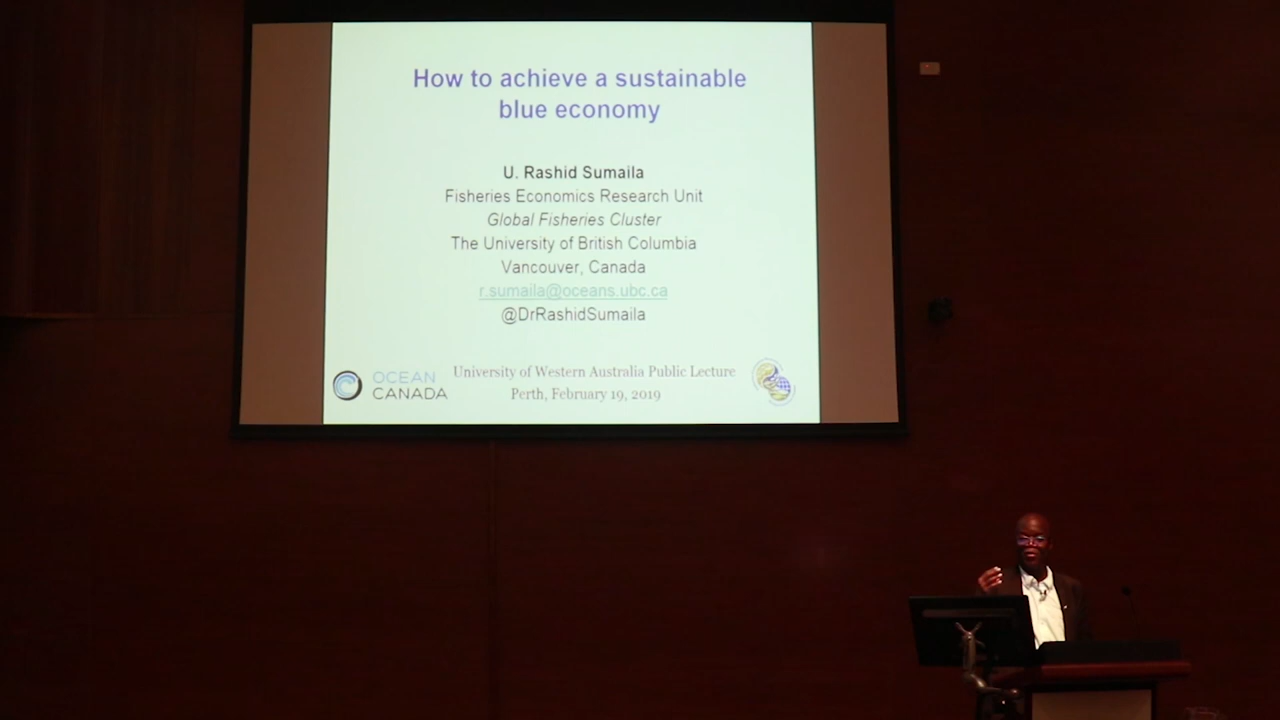 How to achieve a sustainable
blue economy
U. Rashid Sumaila
Fisheries Economics Research Unit
Global Fisheries Cluster
The University of British Columbia
Vancouver, Canada
r.sumaila@oceans.ubc.ca
@DrRashidSumaila
OCEAN
CANADA
University of Western Australia Public Lecture
Perth, February 19, 2019